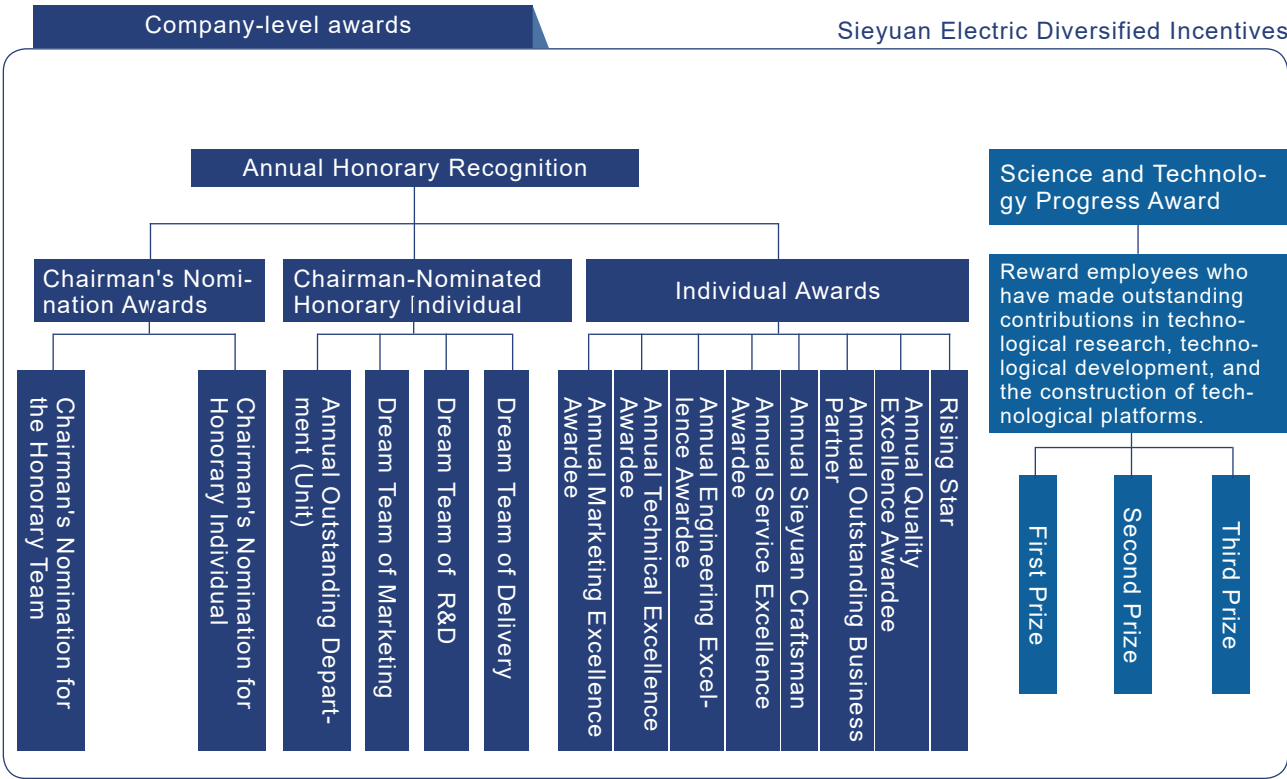 Company-level awards
Sieyuan Electric Diversified Incentives
Annual Honorary Recognition
Chairman's Nomi-
nation Awards
Chairman's Nomination for
the Honorary Team
Chairman's Nomination for
Honorary Individual
Chairman-Nominated
Honorary Individual
Annual Outstanding Depart-
ment (Unit)
Dream Team of Marketing
Dream Team of R&D
Dream Team of Delivery
Individual Awards
Annual Marketing Excellence
Awardee
Annual Technical Excellence
Awardee
Annual Engineering Excel-
lence Awardee
Annual Service Excellence
Awardee
Annual Sieyuan Craftsman
Annual Outstanding Business
Partner
Annual Quality
Excellence Awardee
Rising Star
Science and Technolo-
gy Progress Award
Reward employees who
have made outstanding
contributions in techno-
logical research, techno-
logical development, and
the construction of tech-
nological platforms.
First Prize
Second Prize
Third Prize